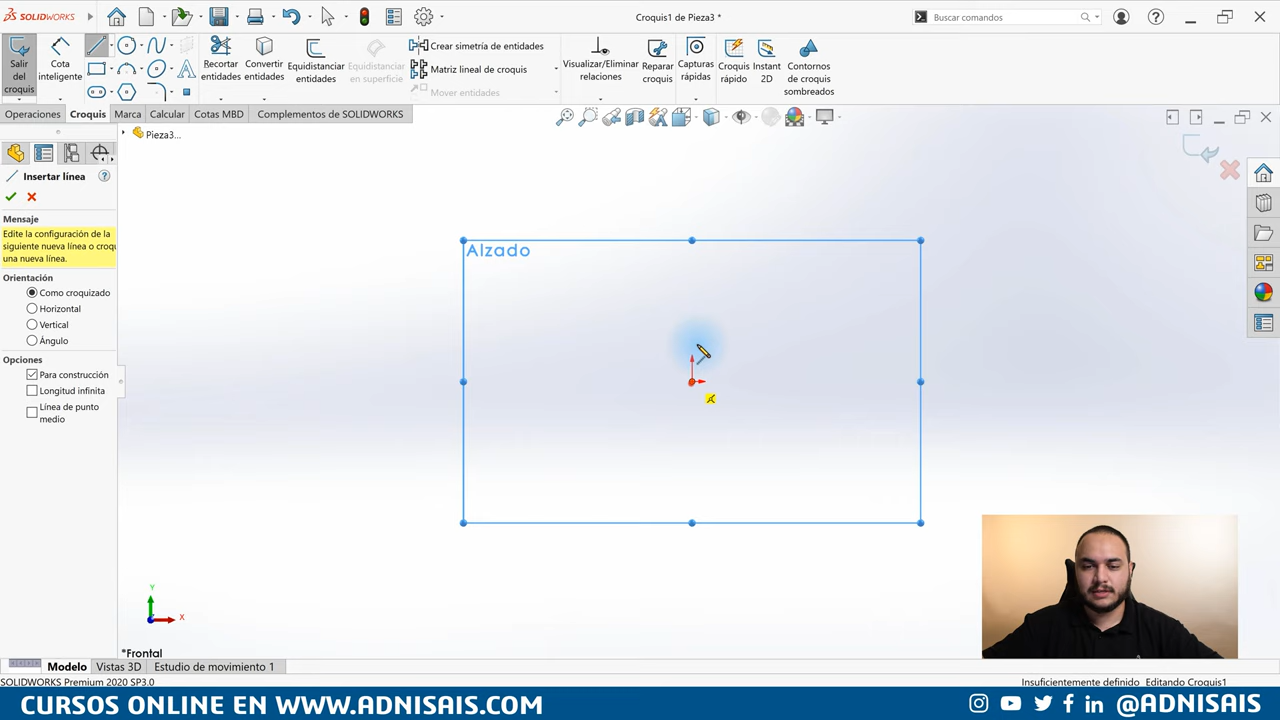 SOLIDWORKS
Croquis1 de Pieza3 *
Buscar comandos
Salir del croquis
Cota inteligente
Recortar entidades
Convertir entidades
Equidistanciar entidades
Equidistanciar en superficie
Crear simetría de entidades
Matriz lineal de croquis
Mover entidades
Visualizar/Eliminar relaciones
Reparar croquis
Capturas rápidas
Croquis rápido
Instant 2D
Contornos de croquis sombreados
Operaciones
Croquis
Marca
Calcular
Cotas MBD
Complementos de SOLIDWORKS
Pieza3...
Insertar línea
Mensaje
Edite la configuración de la
siguiente nueva línea o croqu
una nueva línea.
Orientación
Como croquizado
Horizontal
Vertical
Ángulo
Opciones
Para construcción
Longitud infinita
Línea de punto
medio
Alzado
Y
X
*Frontal
Modelo
Vistas 3D
Estudio de movimiento 1
SOLIDWORKS Premium 2020 SP3.0
Insuficientemente definido
Editando Croquis1
CURSOS ONLINE EN WWW.ADNISAIS.COM
@ADNISAIS